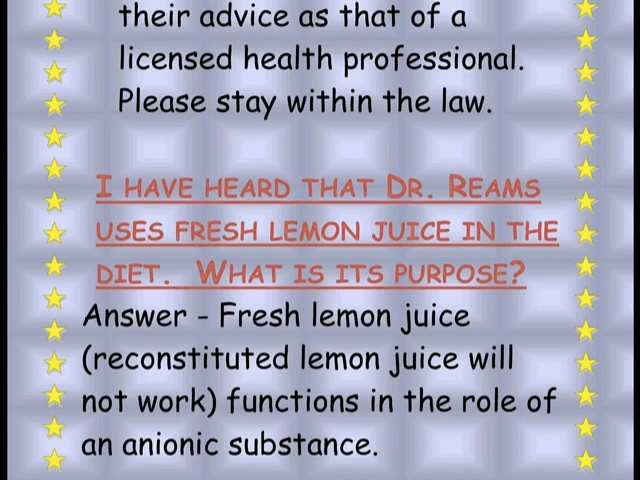 their advice as that of a
licensed health professional.
Please stay within the law.
I HAVE HEARD THAT DR. REAMS
USES FRESH LEMON JUICE IN THE
DIET. WHAT IS ITS PURPOSE?
Answer - Fresh lemon juice
(reconstituted lemon juice will
not work) functions in the role of
an anionic substance.